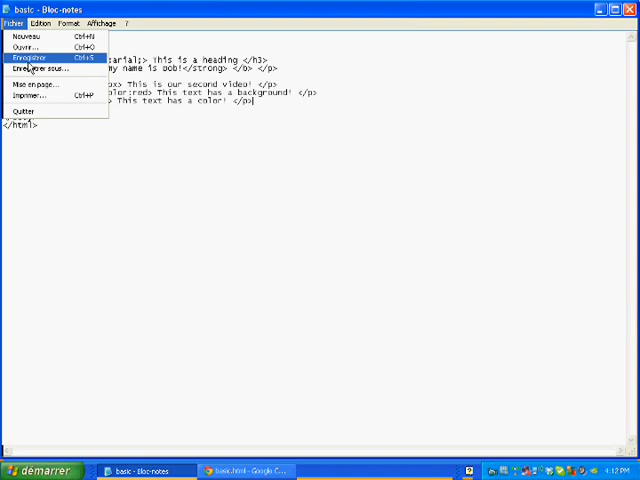 basic - Bloc-notes
Fichier Edition Format Affichage ?
Nouveau Ctrl+N
Ouvrir... Ctrl+O
Enregistrer Ctrl+S
Enregistrer sous...
Mise en page...
Imprimer... Ctrl+P
Quitter
:arial;> This is a heading </h3>
my name is Bob!</strong> </b> </p>
px> This is our second video! </p>
olor:red> This text has a background! </p>
> This text has a color! </p>
</html>
démarrer
basic - Bloc-notes
basic.html - Google C...
?
4:12 PM